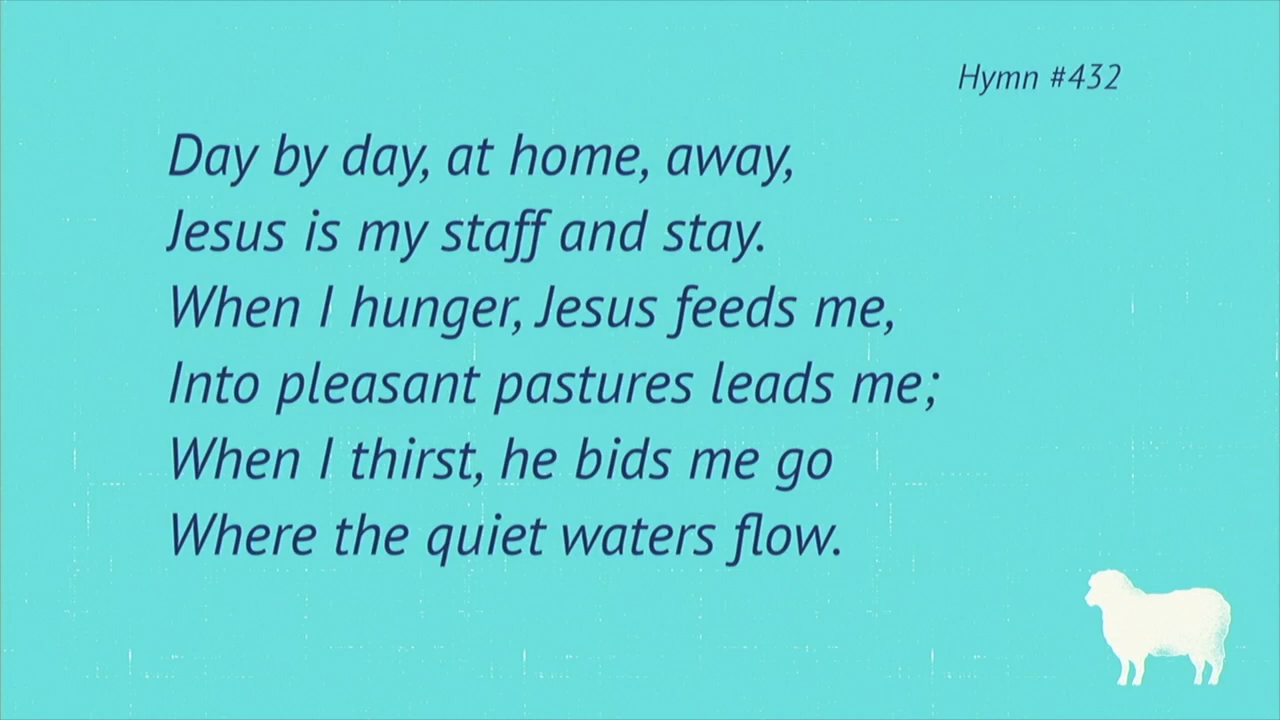 Hymn #432
Day by day, at home, away,
Jesus is my staff and stay.
When I hunger, Jesus feeds me,
Into pleasant pastures leads me;
When I thirst, he bids me go
Where the quiet waters flow.